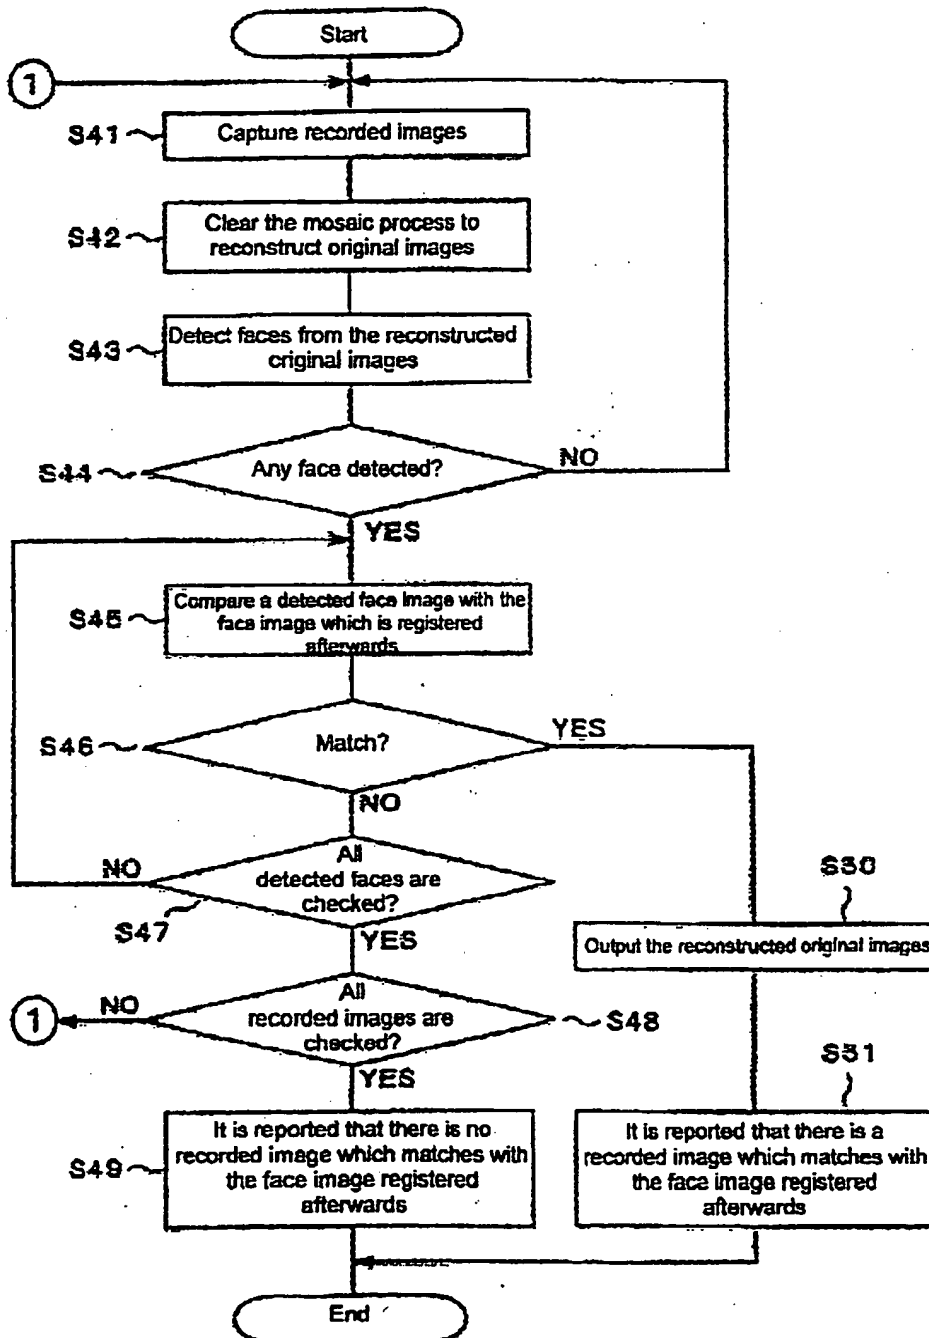 Start
1
S41
Capture recorded images
S42
Clear the mosaic process to
reconstruct original images
S43
Detect faces from the reconstructed
original images
S44
Any face detected?
NO
YES
S45
Compare a detected face image with the
face image which is registered
afterwards
S46
Match?
YES
NO
All
detected faces are
checked?
NO
S47
YES
S30
Output the reconstructed original images
All
recorded images are
checked?
NO
1
S48
YES
S31
S49
It is reported that there is no
recorded image which matches with
the face image registered
afterwards
It is reported that there is a
recorded image which matches with
the face image registered
afterwards
End